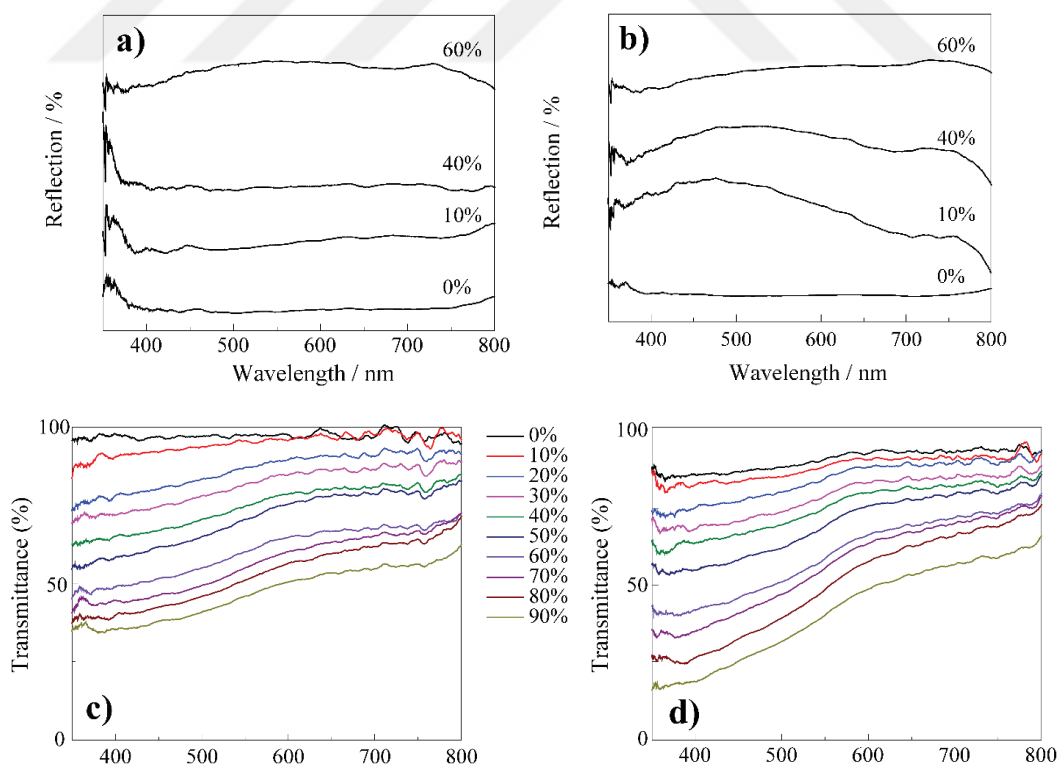 a)
60%
40%
10%
0%
Reflection / %
400 500 600 700 800
Wavelength / nm
b)
60%
40%
10%
0%
Reflection / %
400 500 600 700 800
Wavelength / nm
100
50
0
Transmittance (%)
c)
400 500 600 700 800
0%
10%
20%
30%
40%
50%
60%
70%
80%
90%
100
50
0
Transmittance (%)
d)
400 500 600 700 800